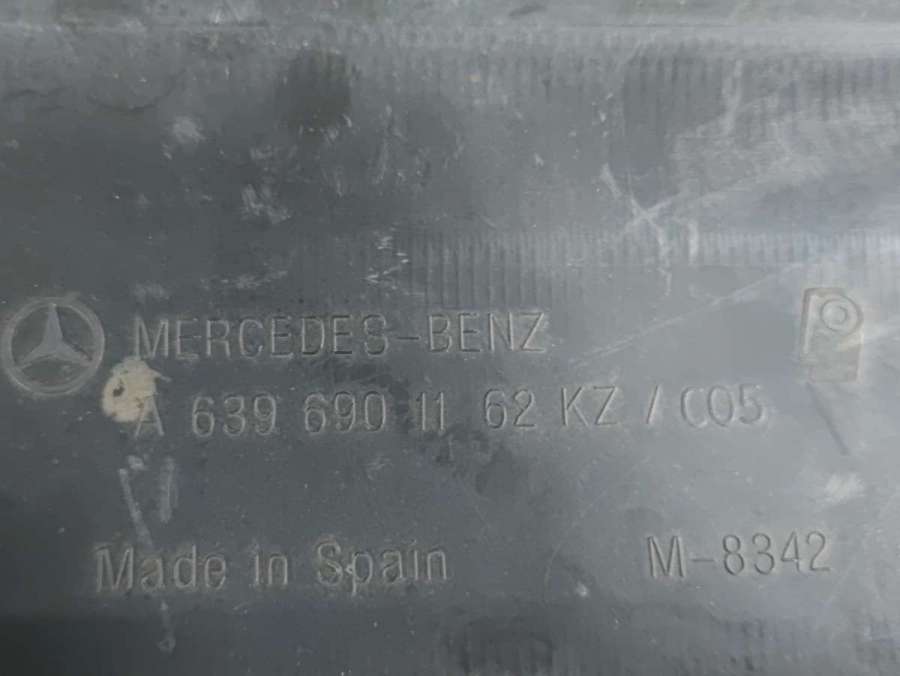 MERCEDES-BENZ
A 639 690 11 62 KZ / C05
Made in Spain
M-8342